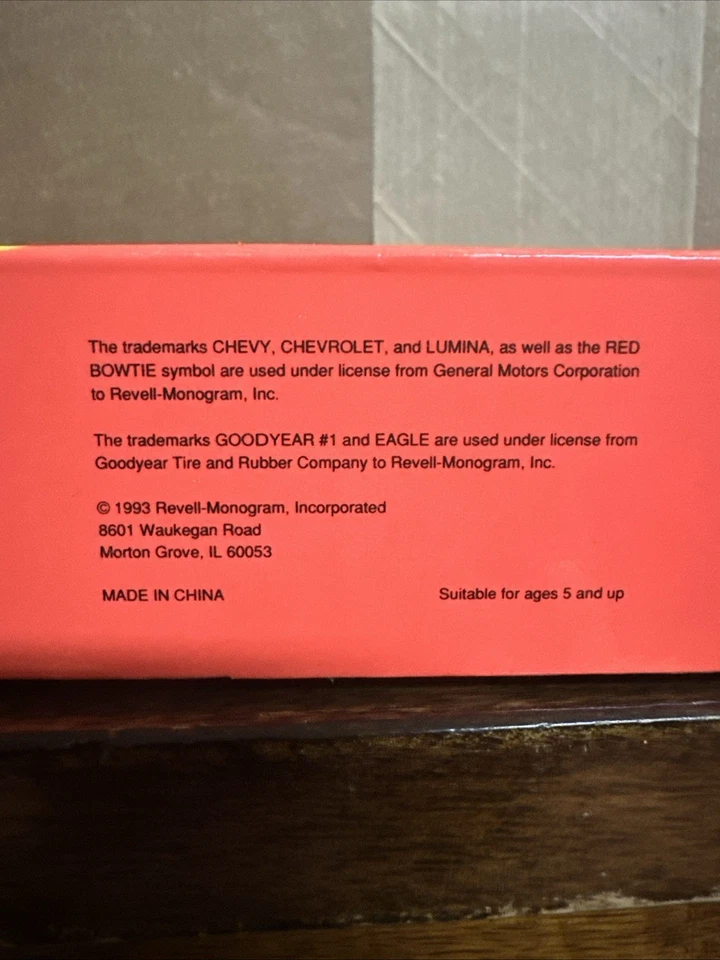 The trademarks CHEVY, CHEVROLET, and LUMINA, as well as the RED
BOWTIE symbol are used under license from General Motors Corporation
to Revell-Monogram, Inc.
The trademarks GOODYEAR #1 and EAGLE are used under license from
Goodyear Tire and Rubber Company to Revell-Monogram, Inc.
© 1993 Revell-Monogram, Incorporated
8601 Waukegan Road
Morton Grove, IL 60053
MADE IN CHINA
Suitable for ages 5 and up